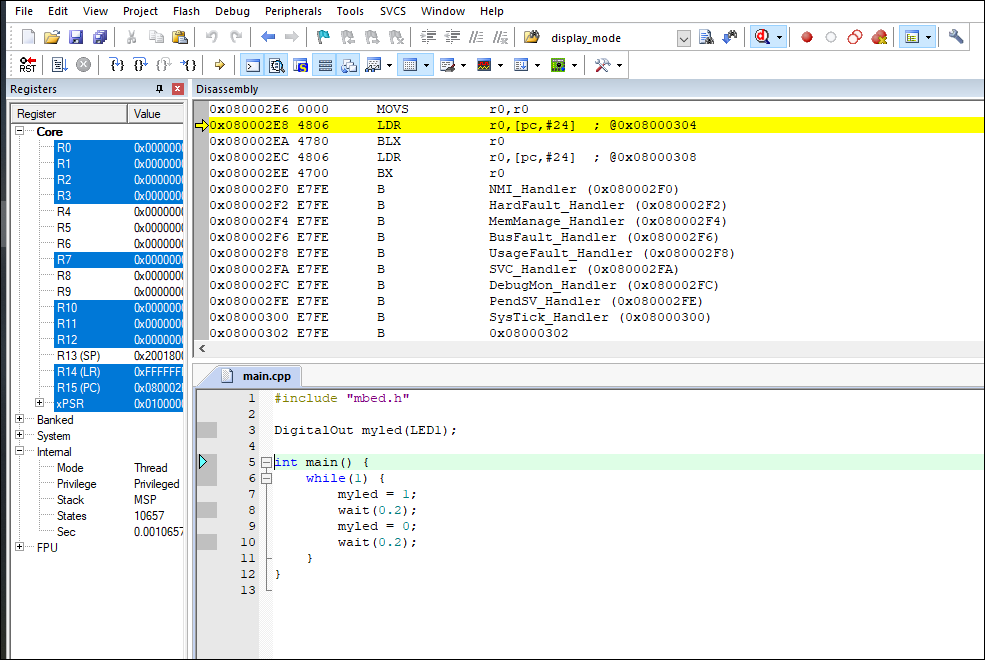 File Edit View Project Flash Debug Peripherals Tools SVCS Window Help
display_mode
RST
Registers
Register Value
Core
R0 0x0000000
R1 0x0000000
R2 0x0000000
R3 0x0000000
R4 0x0000000
R5 0x0000000
R6 0x0000000
R7 0x0000000
R8 0x0000000
R9 0x0000000
R10 0x0000000
R11 0x0000000
R12 0x0000000
R13 (SP) 0x2001800
R14 (LR) 0xFFFFFF
R15 (PC) 0x080002
xPSR 0x0100000
Banked
System
Internal
Mode Thread
Privilege Privileged
Stack MSP
States 10657
Sec 0.0010657
FPU
Disassembly
0x080002E6 0000 MOVS r0,r0
0x080002E8 4806 LDR r0,[pc,#24] ; @0x08000304
0x080002EA 4780 BLX r0
0x080002EC 4806 LDR r0,[pc,#24] ; @0x08000308
0x080002EE 4700 BX r0
0x080002F0 E7FE B NMI_Handler (0x080002F0)
0x080002F2 E7FE B HardFault_Handler (0x080002F2)
0x080002F4 E7FE B MemManage_Handler (0x080002F4)
0x080002F6 E7FE B BusFault_Handler (0x080002F6)
0x080002F8 E7FE B UsageFault_Handler (0x080002F8)
0x080002FA E7FE B SVC_Handler (0x080002FA)
0x080002FC E7FE B DebugMon_Handler (0x080002FC)
0x080002FE E7FE B PendSV_Handler (0x080002FE)
0x08000300 E7FE B SysTick_Handler (0x08000300)
0x08000302 E7FE B 0x08000302
main.cpp
1 #include "mbed.h"
2
3 DigitalOut myled(LED1);
4
5 int main() {
6 while(1) {
7 myled = 1;
8 wait(0.2);
9 myled = 0;
10 wait(0.2);
11 }
12 }
13